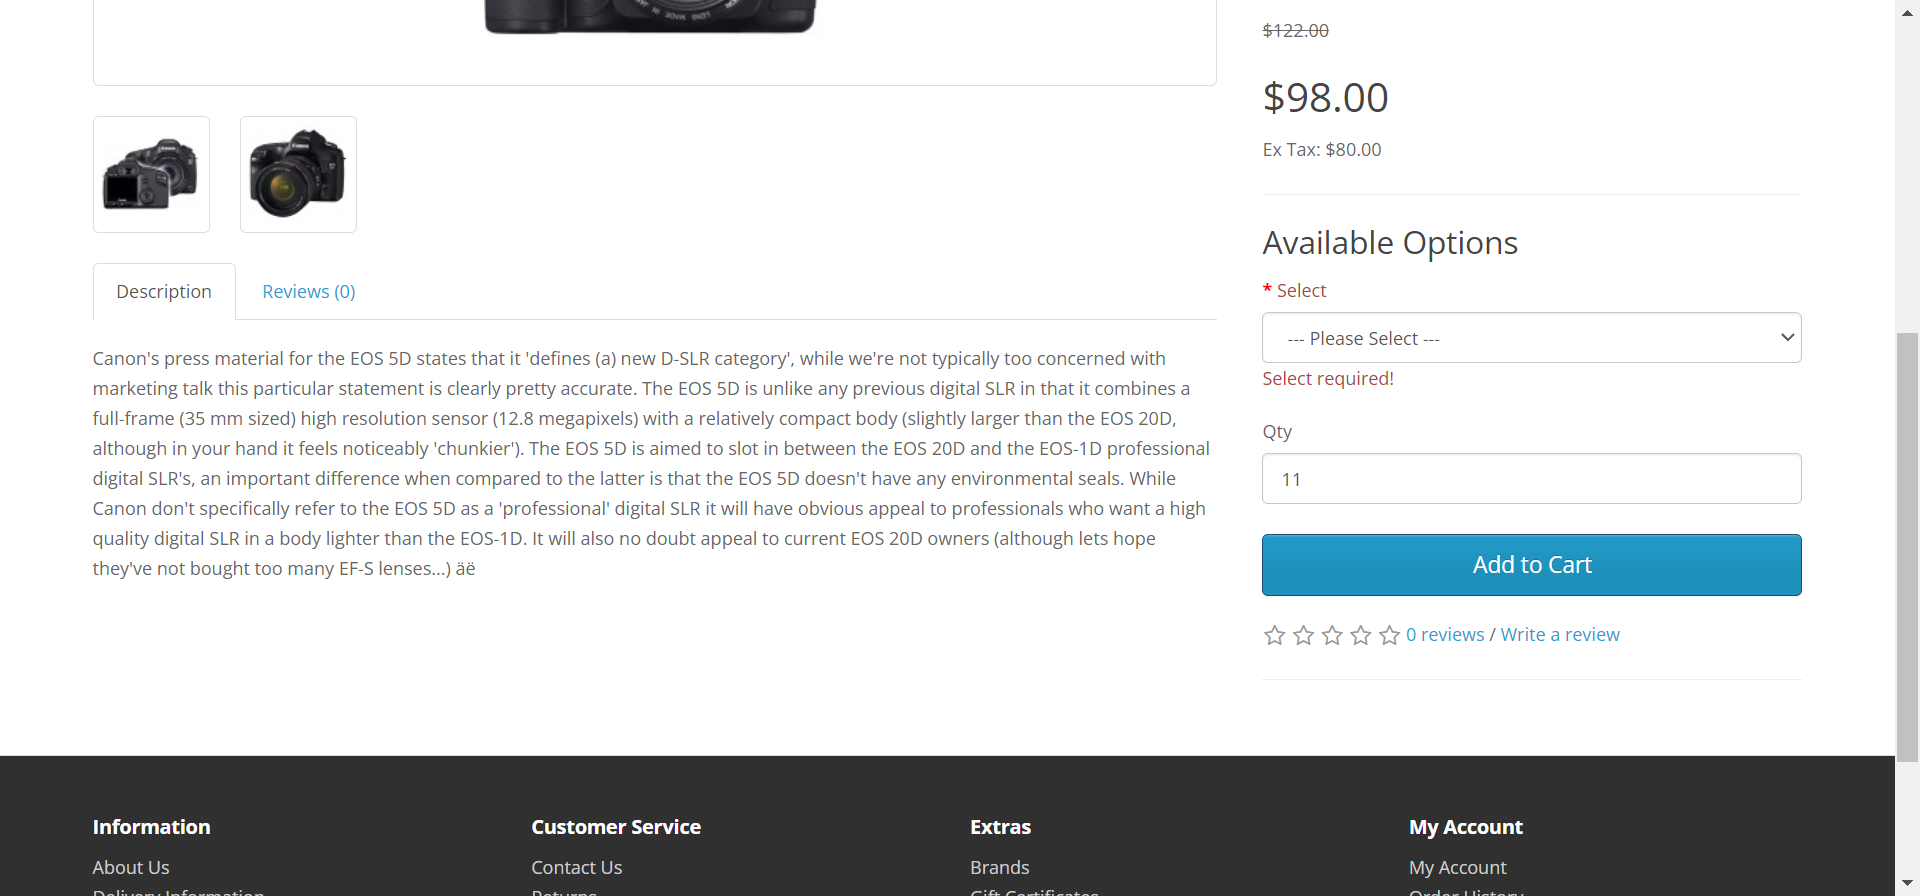 $122.00
$98.00
Ex Tax: $80.00
Available Options
* Select
--- Please Select ---
Select required!
Qty
11
Add to Cart
0 reviews / Write a review
Description
Reviews (0)
Canon's press material for the EOS 5D states that it 'defines (a) new D-SLR category', while we're not typically too concerned with
marketing talk this particular statement is clearly pretty accurate. The EOS 5D is unlike any previous digital SLR in that it combines a
full-frame (35 mm sized) high resolution sensor (12.8 megapixels) with a relatively compact body (slightly larger than the EOS 20D,
although in your hand it feels noticeably 'chunkier'). The EOS 5D is aimed to slot in between the EOS 20D and the EOS-1D professional
digital SLR's, an important difference when compared to the latter is that the EOS 5D doesn't have any environmental seals. While
Canon don't specifically refer to the EOS 5D as a 'professional' digital SLR it will have obvious appeal to professionals who want a high
quality digital SLR in a body lighter than the EOS-1D. It will also no doubt appeal to current EOS 20D owners (although lets hope
they've not bought too many EF-S lenses...) äë
Information
About Us
Delivery Information
Customer Service
Contact Us
Returns
Extras
Brands
Gift Certificates
My Account
My Account
Order History